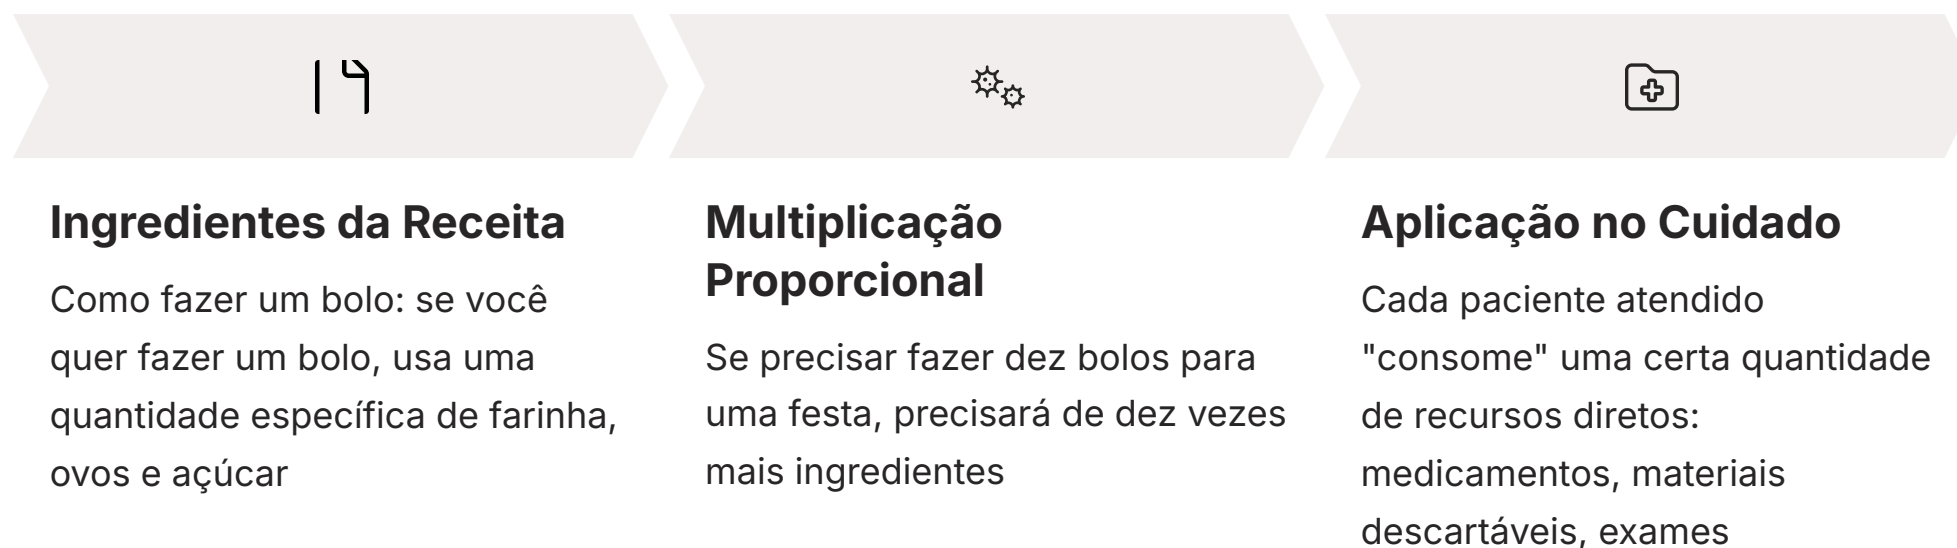 Ingredientes da Receita
Como fazer um bolo: se você
quer fazer um bolo, usa uma
quantidade específica de farinha,
ovos e açúcar
Multiplicação
Proporcional
Se precisar fazer dez bolos para
uma festa, precisará de dez vezes
mais ingredientes
Aplicação no Cuidado
Cada paciente atendido
"consome" uma certa quantidade
de recursos diretos:
medicamentos, materiais
descartáveis, exames